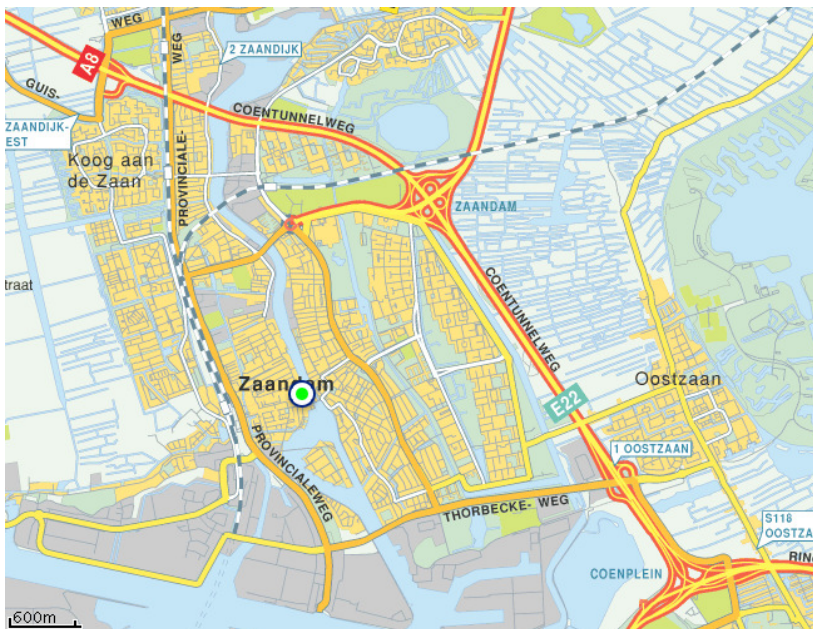 WEG
WEG
2 ZAANDIJK
A8
GUIS-
COENTUNNELWEG
ZAANDIJK-
EST
Koog aan
de Zaan
PROVINCIALE-
ZAANDAM
COENTUNNELWEG
traat
Zaandam
Oostzaan
E22
PROVINCIALEWEG
1 OOSTZAAN
THORBECKE- WEG
S118
OOSTZA
COENPLEIN
RIN
600m